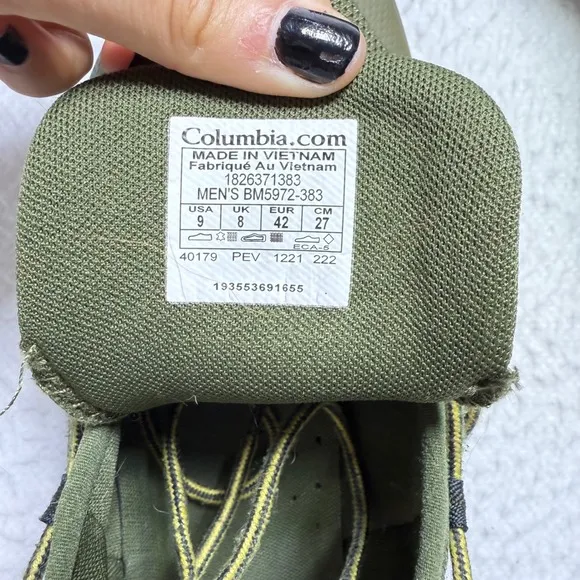 Columbia.com
MADE IN VIETNAM
Fabriqué Au Vietnam
1826371383
MEN'S BM5972-383
USA UK EUR CM
9 8 42 27
ECA-5
40179 PEV 1221 222
193553691655